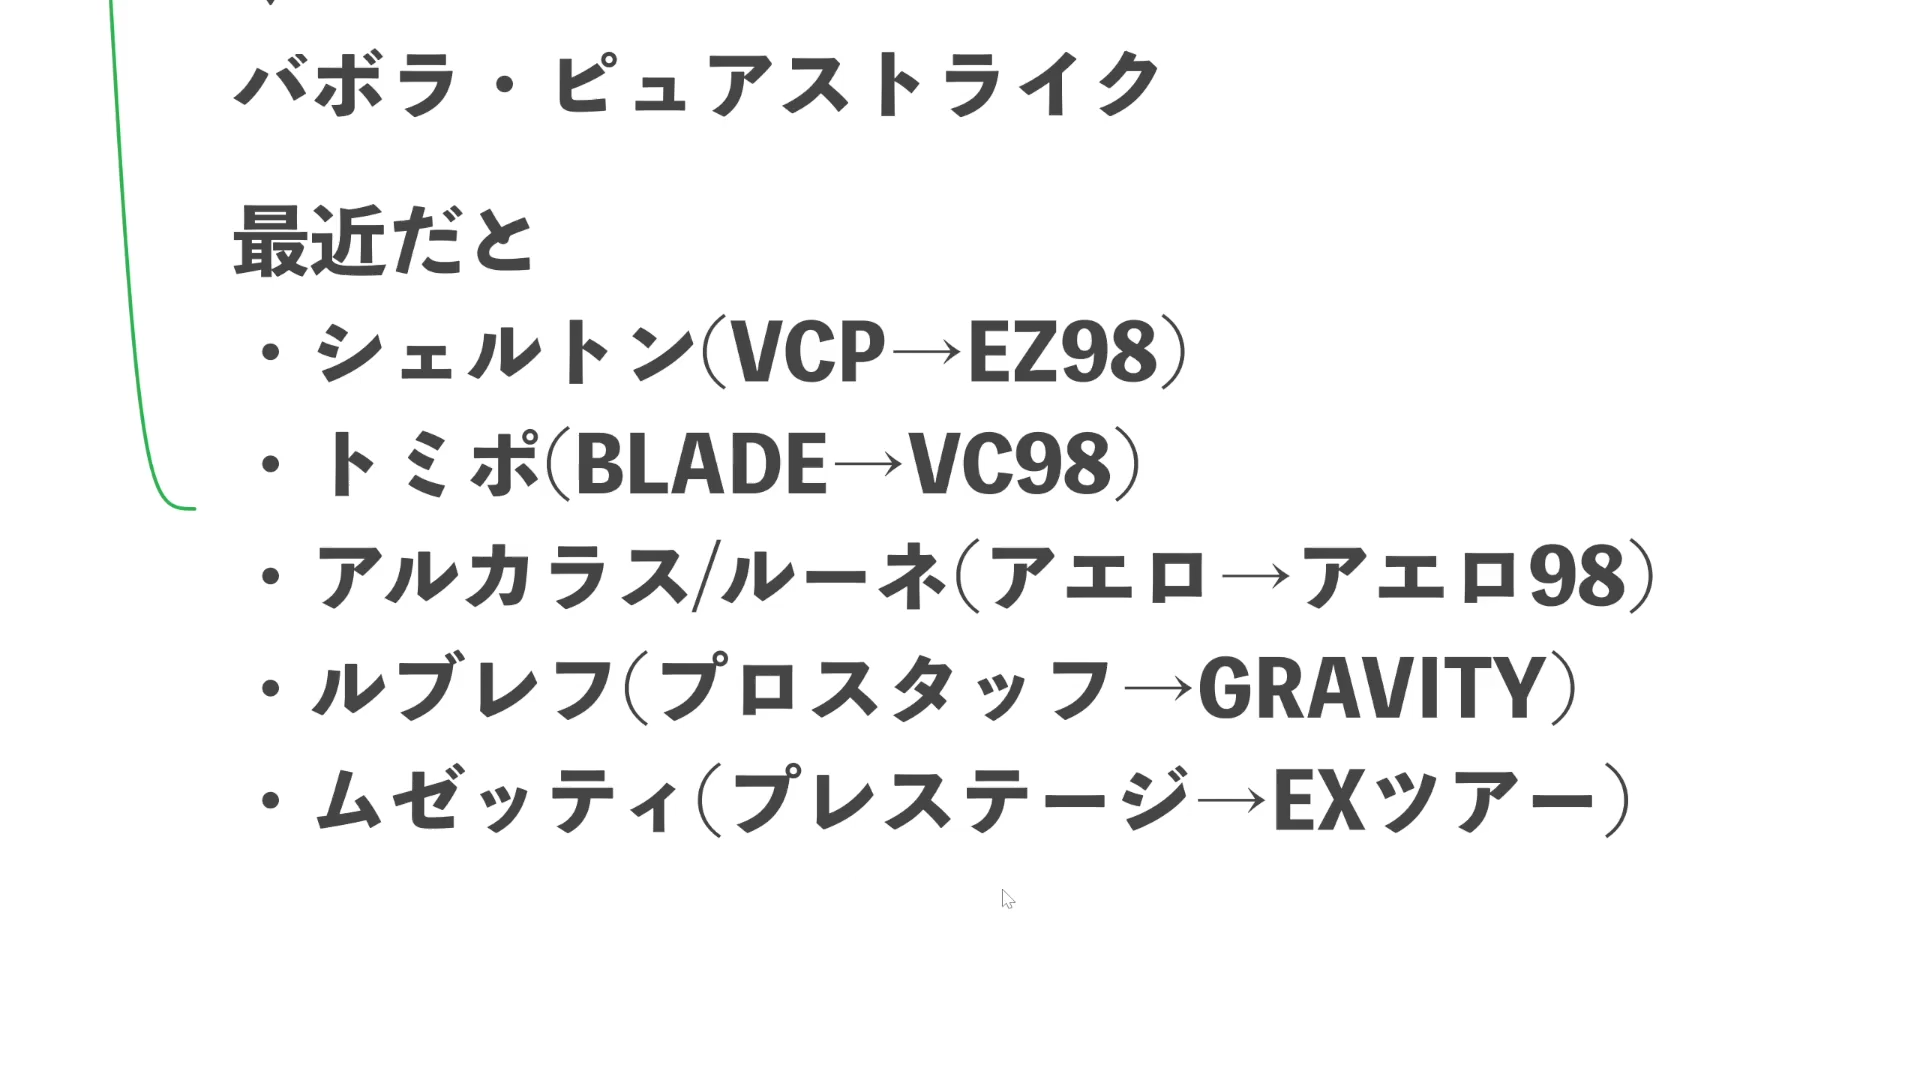 バボラ・ピュアストライク
最近だと
・シェルトン(VCP→EZ98)
・トミポ(BLADE→VC98)
・アルカラス/ルーネ(アエロ→アエロ98)
・ルブレフ(プロスタッフ→GRAVITY)
・ムゼッティ(プレステージ→EXツアー)